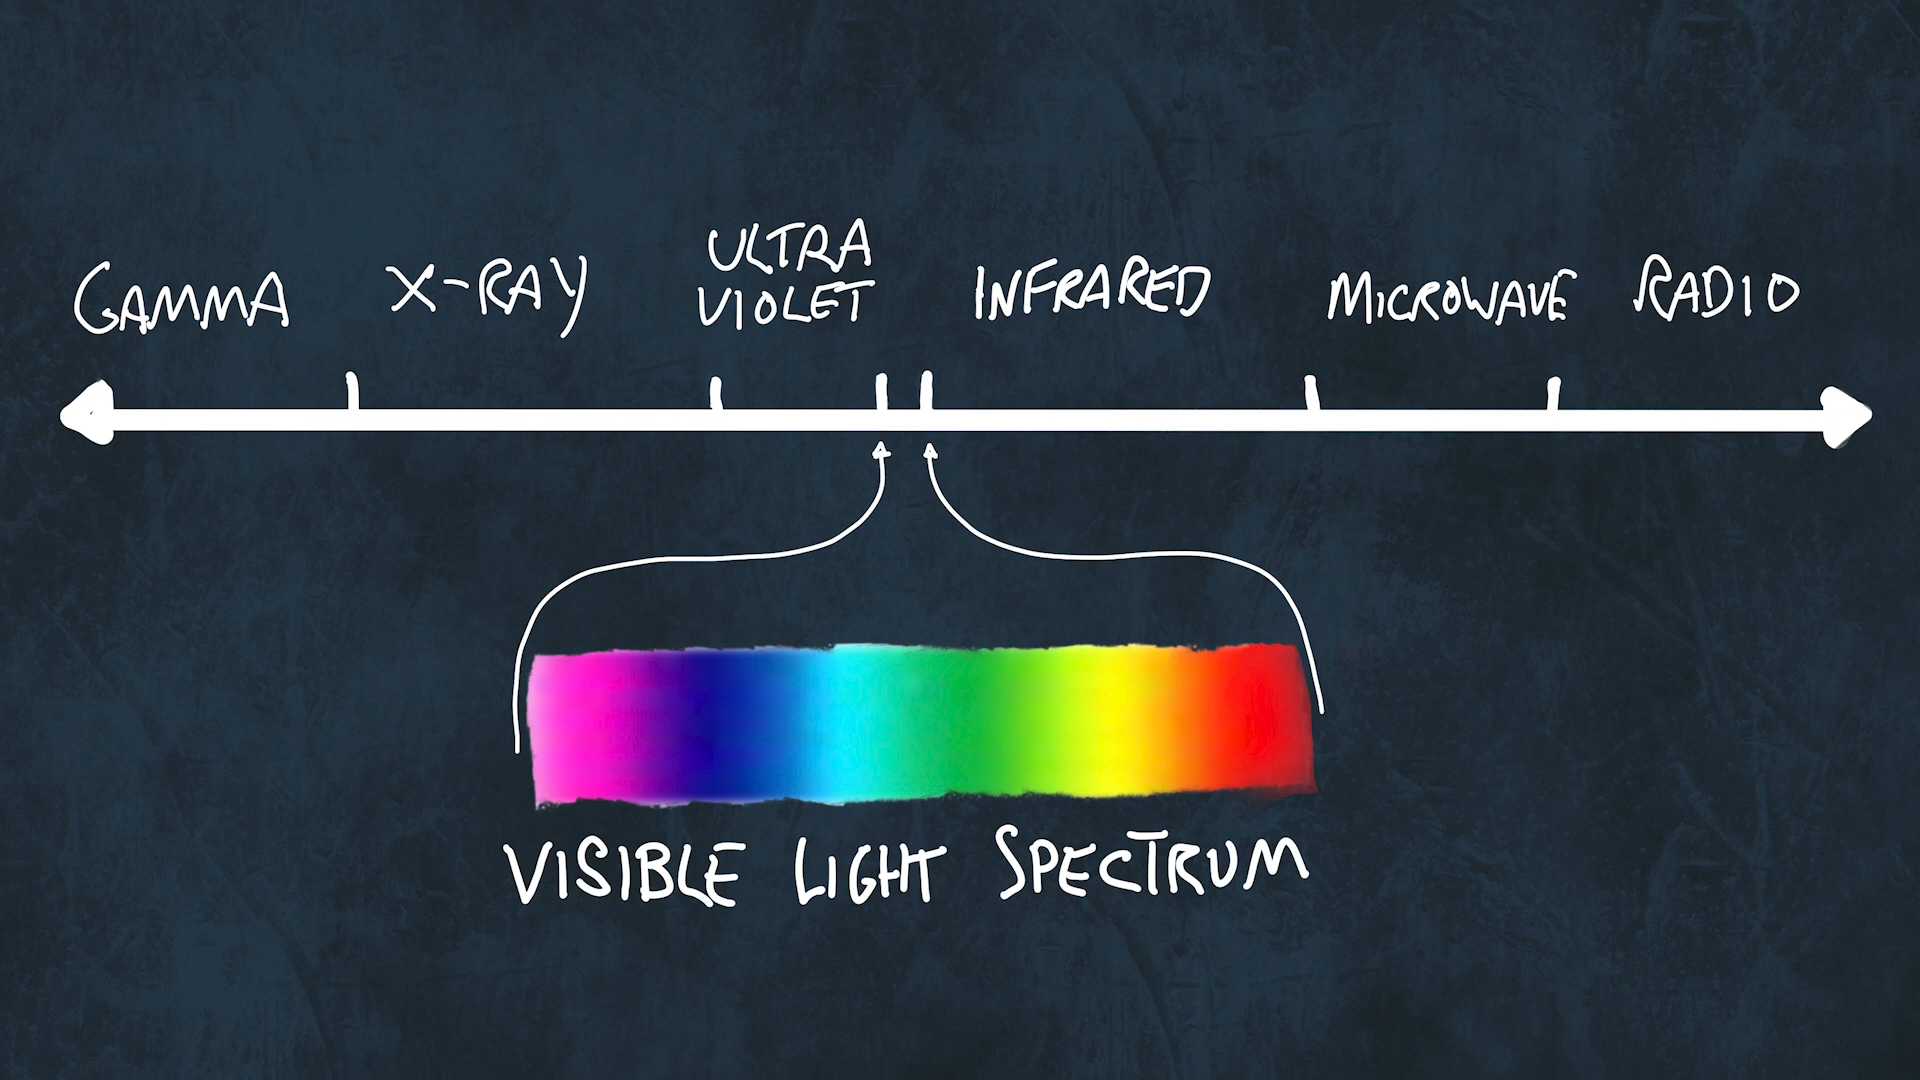 GAMMA X-RAY ULTRA VIOLET INFRARED MICROWAVE RADIO
VISIBLE LIGHT SPECTRUM